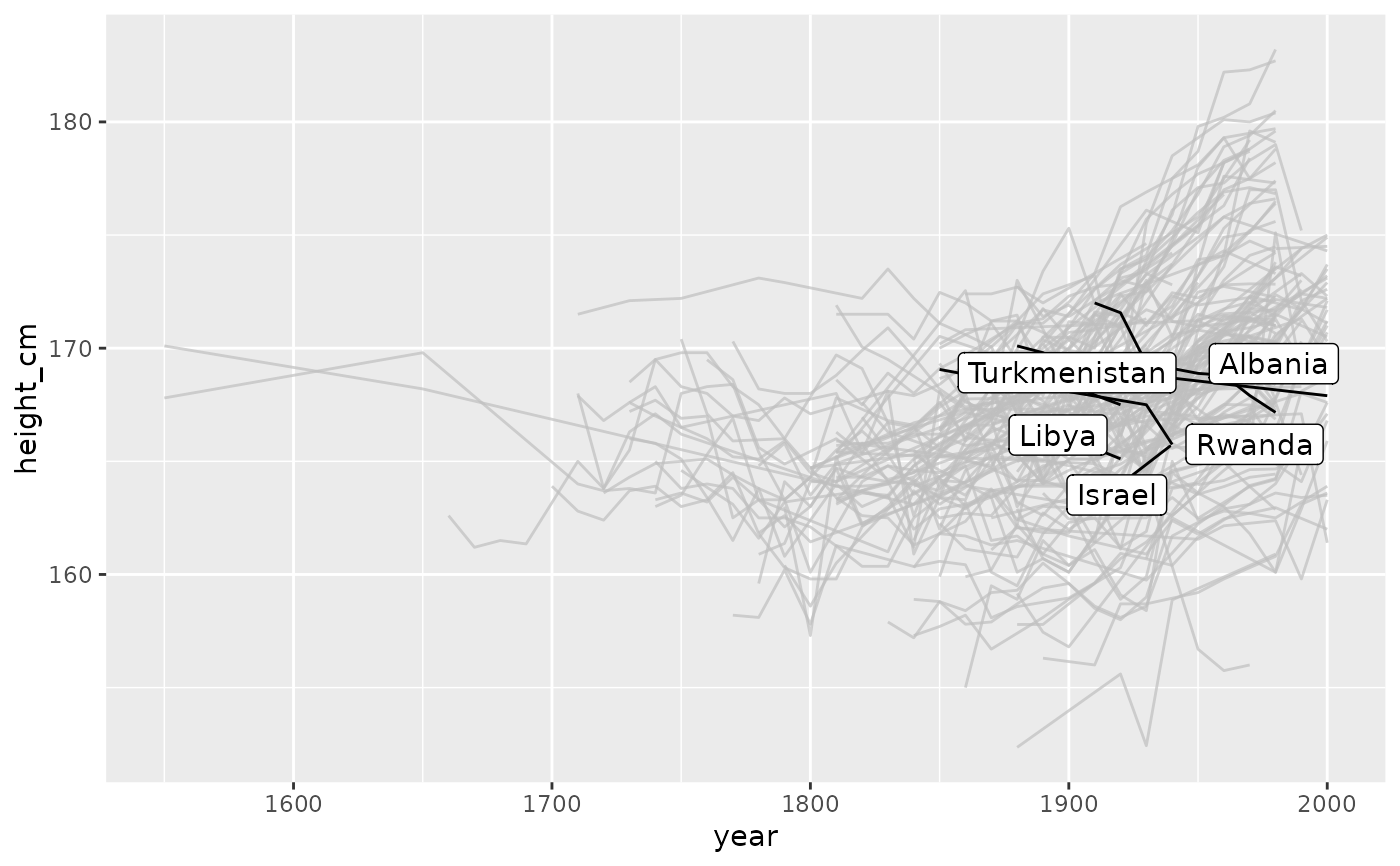 180
170
160
height_cm
Turkmenistan
Albania
Libya
Rwanda
Israel
1600
1700
1800
1900
2000
year